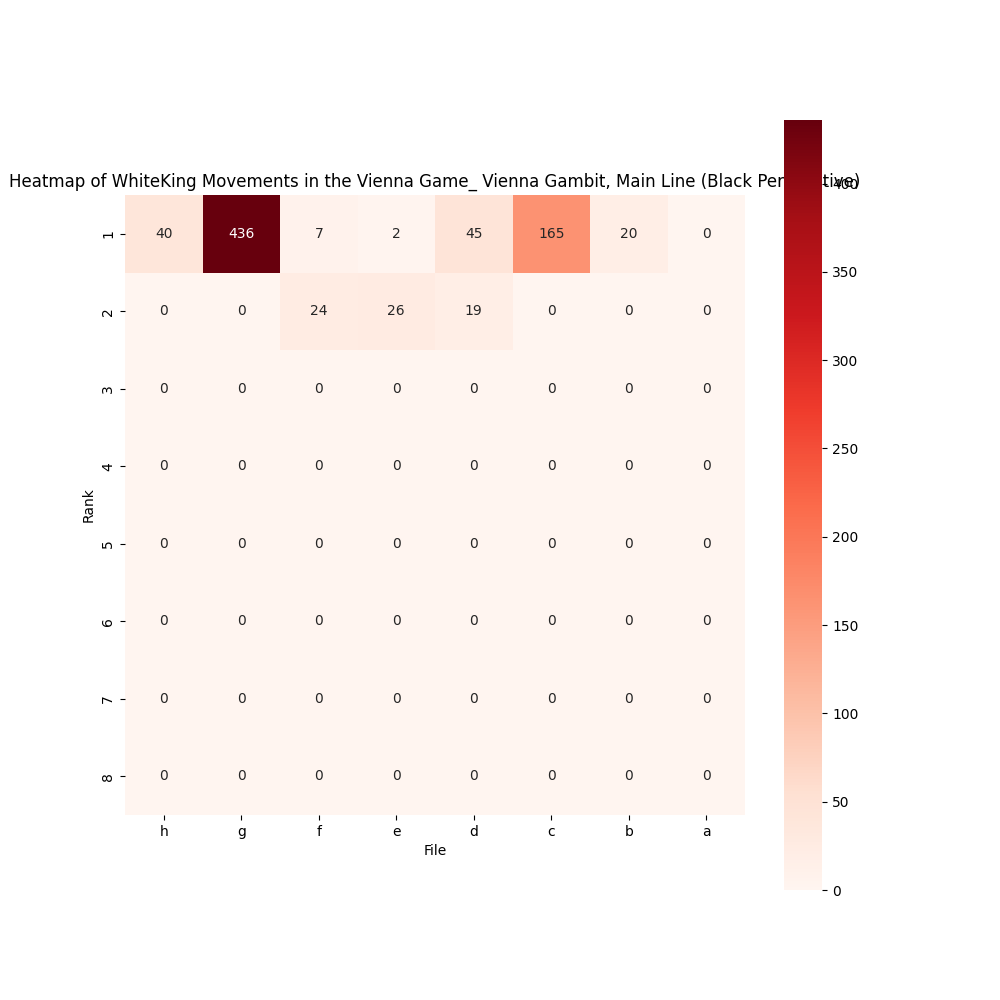 Heatmap of WhiteKing Movements in the Vienna Game_ Vienna Gambit, Main Line (Black Perspective)
400
1 40 436 7 2 45 165 20 0
350
2 0 0 24 26 19 0 0 0
300
3 0 0 0 0 0 0 0 0
250
4 0 0 0 0 0 0 0 0
Rank
200
5 0 0 0 0 0 0 0 0
150
6 0 0 0 0 0 0 0 0
7 0 0 0 0 0 0 0 0
100
8 0 0 0 0 0 0 0 0
50
h g f e d c b a
File
0